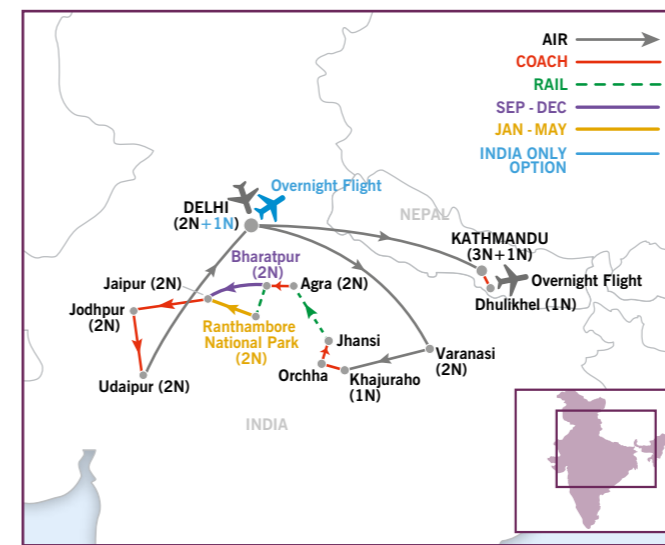 AIR
COACH
RAIL
SEP - DEC
JAN - MAY
INDIA ONLY
OPTION
Overnight Flight
DELHI
(2N+1N)
NEPAL
KATHMANDU
(3N+1N)
Overnight Flight
Dhulikhel (1N)
Bharatpur
(2N)
Jaipur (2N)
Agra (2N)
Jodhpur
(2N)
Ranthambore
National Park
(2N)
Jhansi
Varanasi
(2N)
Orchha
Khajuraho
(1N)
Udaipur (2N)
INDIA